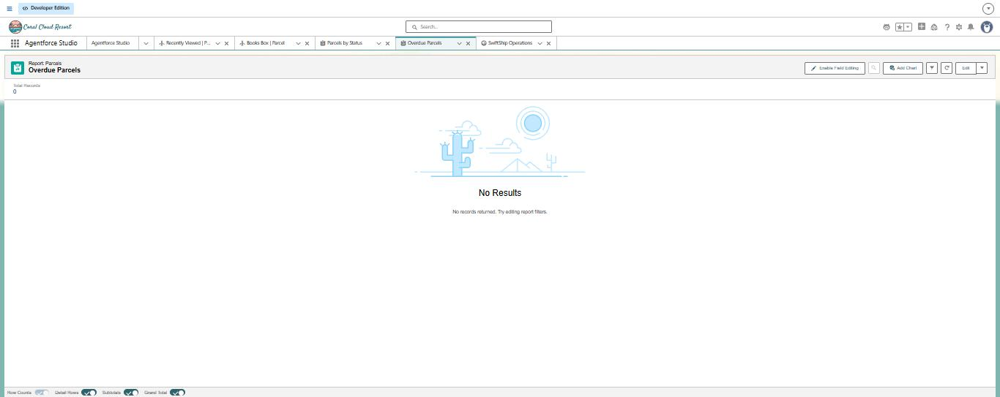 Developer Edition
Coral Cloud Resort
Search...
Agentforce Studio
Agentforce Studio
Recently Viewed | P...
Books Box | Parcel
Parcels by Status
Overdue Parcels
SwiftShip Operations
Report: Parcels
Overdue Parcels
Enable Field Editing
Add Chart
Edit
Total Records
0
No Results
No records returned. Try editing report filters.
Row Counts
Detail Rows
Subtotals
Grand Total